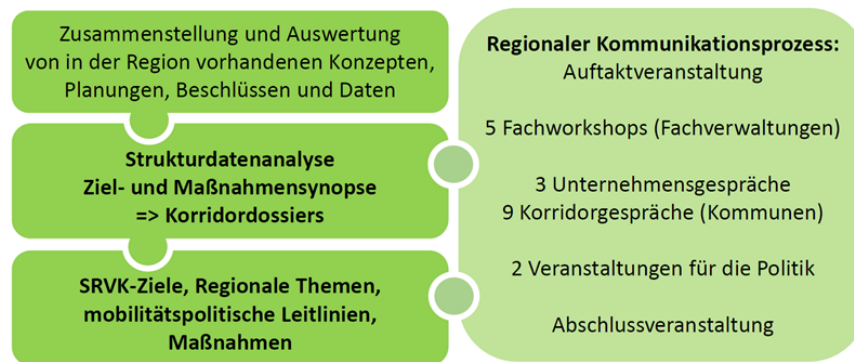 Zusammenstellung und Auswertung
von in der Region vorhandenen Konzepten,
Planungen, Beschlüssen und Daten
Strukturdatenanalyse
Ziel- und Maßnahmensynopse
=> Korridordossiers
SRVK-Ziele, Regionale Themen,
mobilitätspolitische Leitlinien,
Maßnahmen
Regionaler Kommunikationsprozess:
Auftaktveranstaltung
5 Fachworkshops (Fachverwaltungen)
3 Unternehmensgespräche
9 Korridorgespräche (Kommunen)
2 Veranstaltungen für die Politik
Abschlussveranstaltung